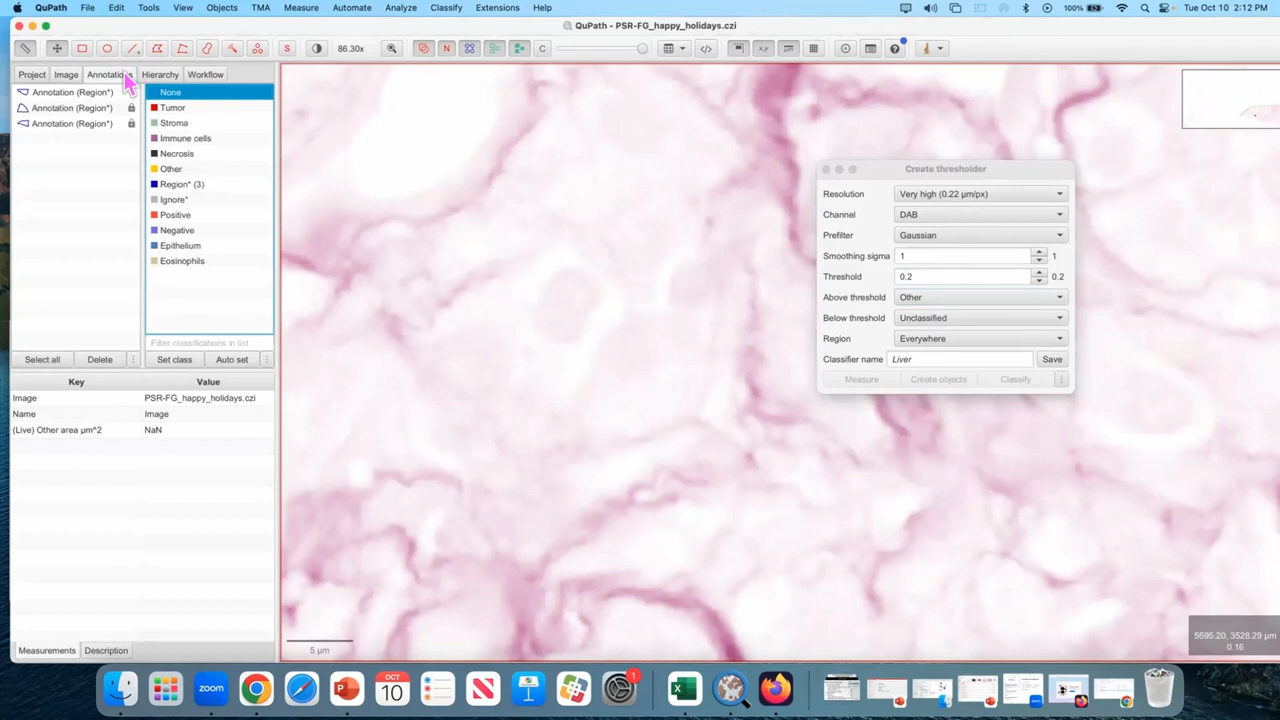 QuPath File Edit Tools View Objects TMA Measure Automate Analyze Classify Extensions Help 100% Tue Oct 10 2:12 PM
QuPath - PSR-FG_happy_holidays.czi
S 86.30x N C x,y
Project Image Annotations Hierarchy Workflow
Annotation (Region*)
Annotation (Region*)
Annotation (Region*)
None
Tumor
Stroma
Immune cells
Necrosis
Other
Region* (3)
Ignore*
Positive
Negative
Epithelium
Eosinophils
Filter classifications in list
Select all Delete Set class Auto set
Key Value
Image PSR-FG_happy_holidays.czi
Name Image
(Live) Other area µm^2 NaN
Measurements Description
Create thresholder
Resolution Very high (0.22 µm/px)
Channel DAB
Prefilter Gaussian
Smoothing sigma 1 1
Threshold 0.2 0.2
Above threshold Other
Below threshold Unclassified
Region Everywhere
Classifier name Liver Save
Measure Create objects Classify
5 µm
5595.20, 3528.29 µm
0.16
zoom
OCT
10
1